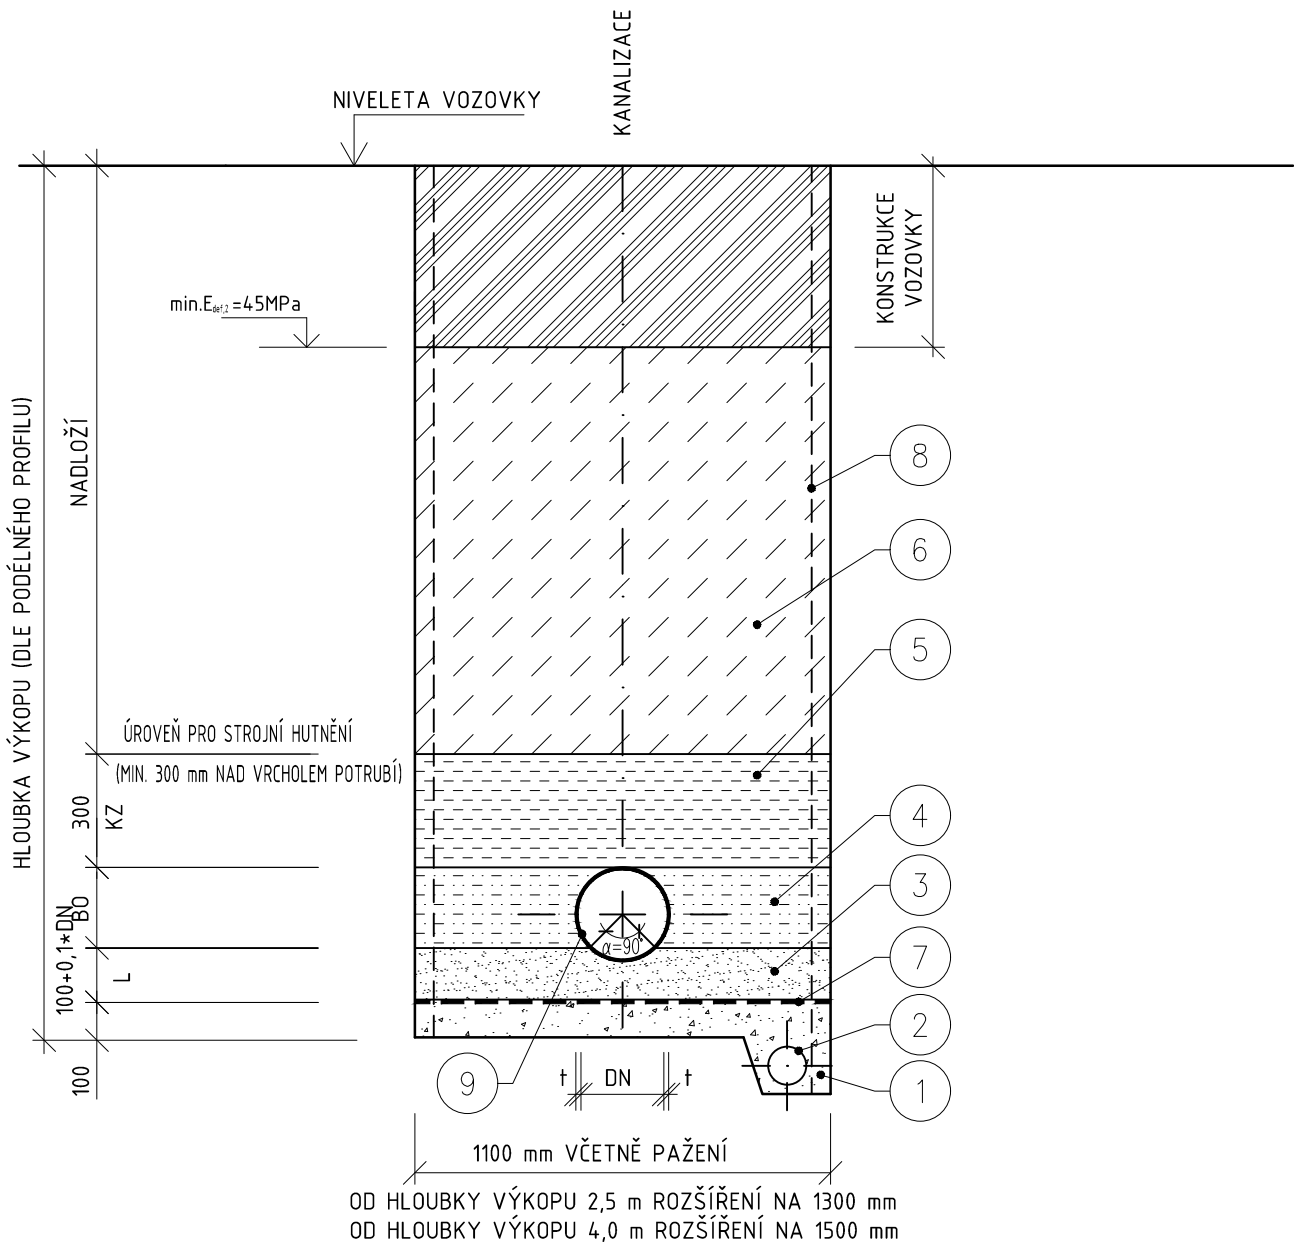 KANALIZACE
NIVELETA VOZOVKY
KONSTRUKCE
VOZOVKY
min.Edef,2 =45MPa
HLOUBKA VÝKOPU (DLE PODÉLNÉHO PROFILU)
NADLOŽÍ
8
6
5
ÚROVEŇ PRO STROJNÍ HUTNĚNÍ
(MIN. 300 mm NAD VRCHOLEM POTRUBÍ)
300
KZ
4
3
100+0,1*DN
BO
L
α=90°
7
2
100
9
t
DN
t
1
1100 mm VČETNĚ PAŽENÍ
OD HLOUBKY VÝKOPU 2,5 m ROZŠÍŘENÍ NA 1300 mm
OD HLOUBKY VÝKOPU 4,0 m ROZŠÍŘENÍ NA 1500 mm